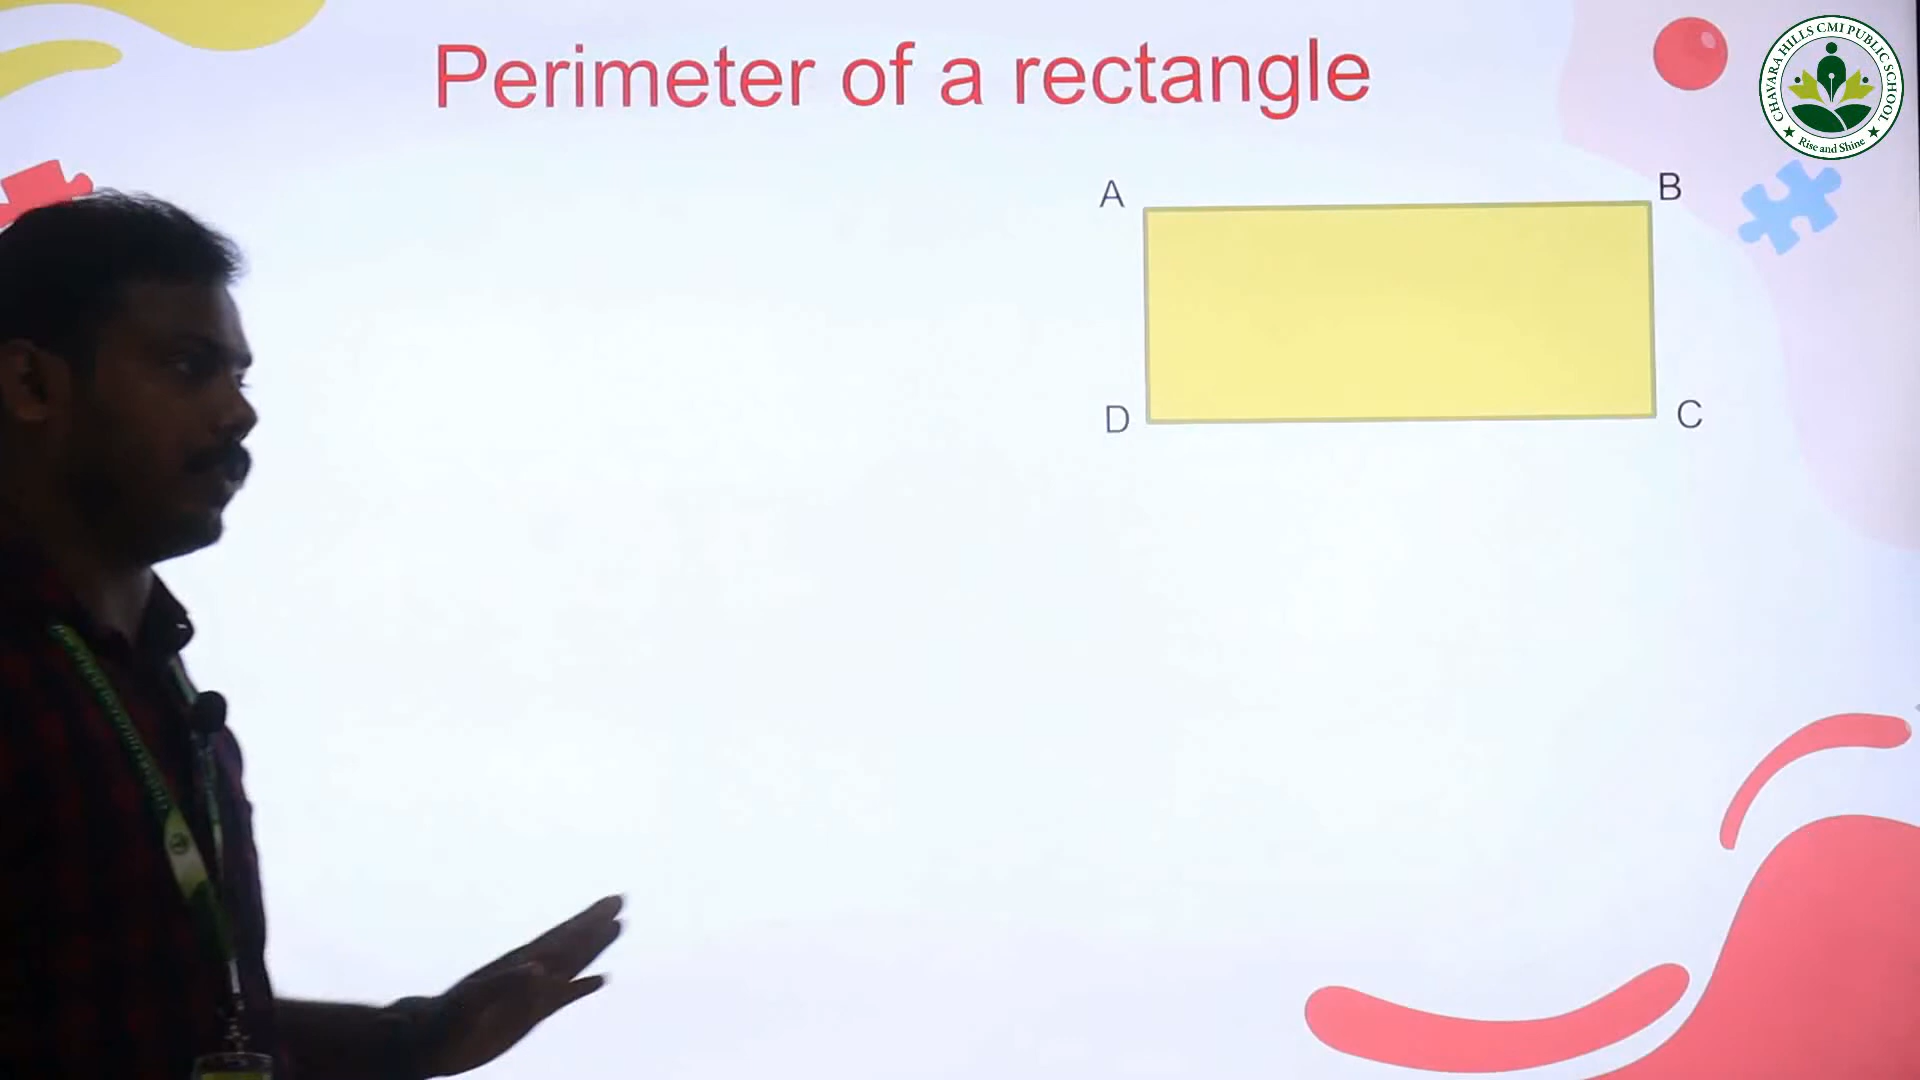 Perimeter of a rectangle
CHAVARA HILLS CMI PUBLIC SCHOOL
Rise and Shine
A
B
D
C